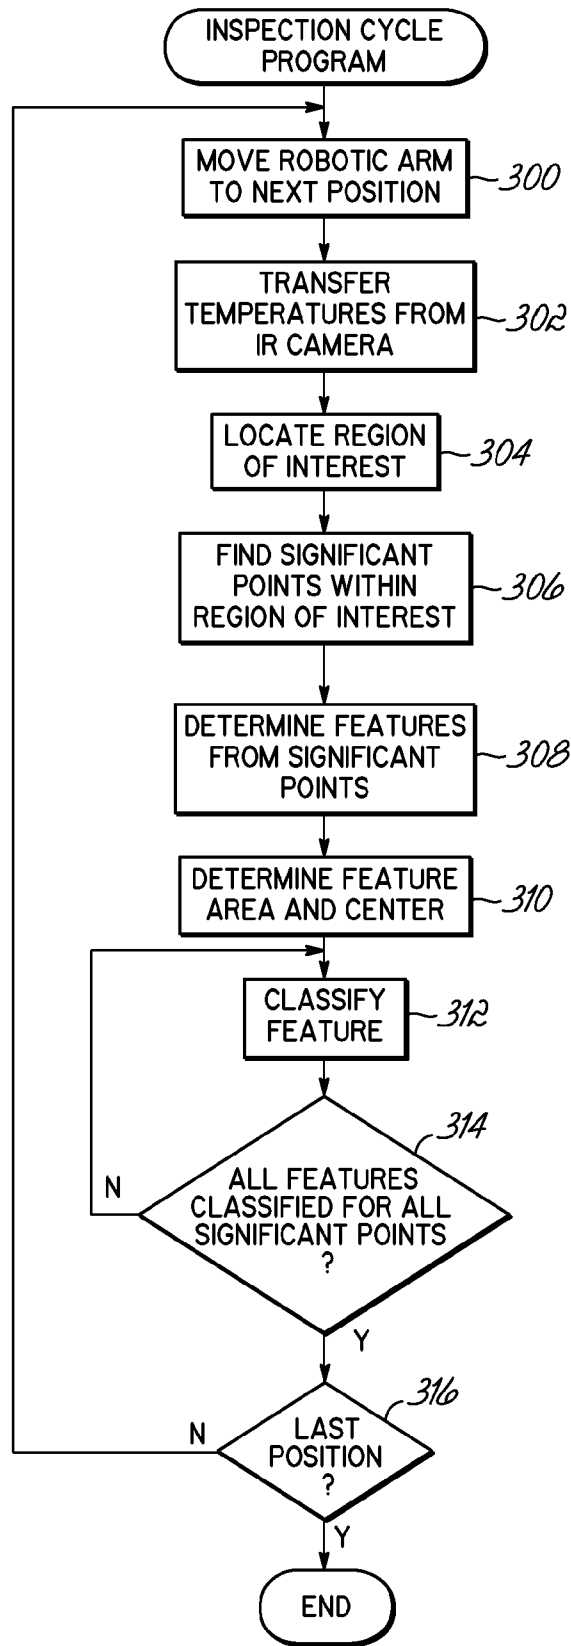 INSPECTION CYCLE
PROGRAM
MOVE ROBOTIC ARM
TO NEXT POSITION
300
TRANSFER
TEMPERATURES FROM
IR CAMERA
302
LOCATE REGION
OF INTEREST
304
FIND SIGNIFICANT
POINTS WITHIN
REGION OF INTEREST
306
DETERMINE FEATURES
FROM SIGNIFICANT
POINTS
308
DETERMINE FEATURE
AREA AND CENTER
310
CLASSIFY
FEATURE
312
314
ALL FEATURES
CLASSIFIED FOR ALL
SIGNIFICANT POINTS
?
N
Y
316
LAST
POSITION
?
N
Y
END